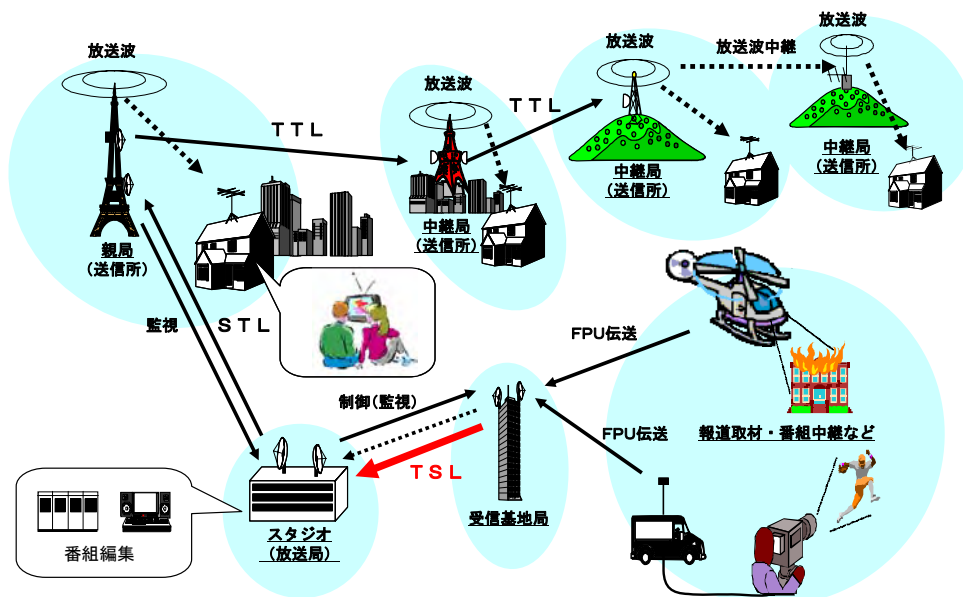 放送波
放送波
放送波
放送波中継
放送波
TTL
TTL
中継局
(送信所)
中継局
(送信所)
中継局
(送信所)
親局
(送信所)
監視
STL
FPU伝送
制御(監視)
FPU伝送
報道取材・番組中継など
TSL
受信基地局
スタジオ
(放送局)
番組編集